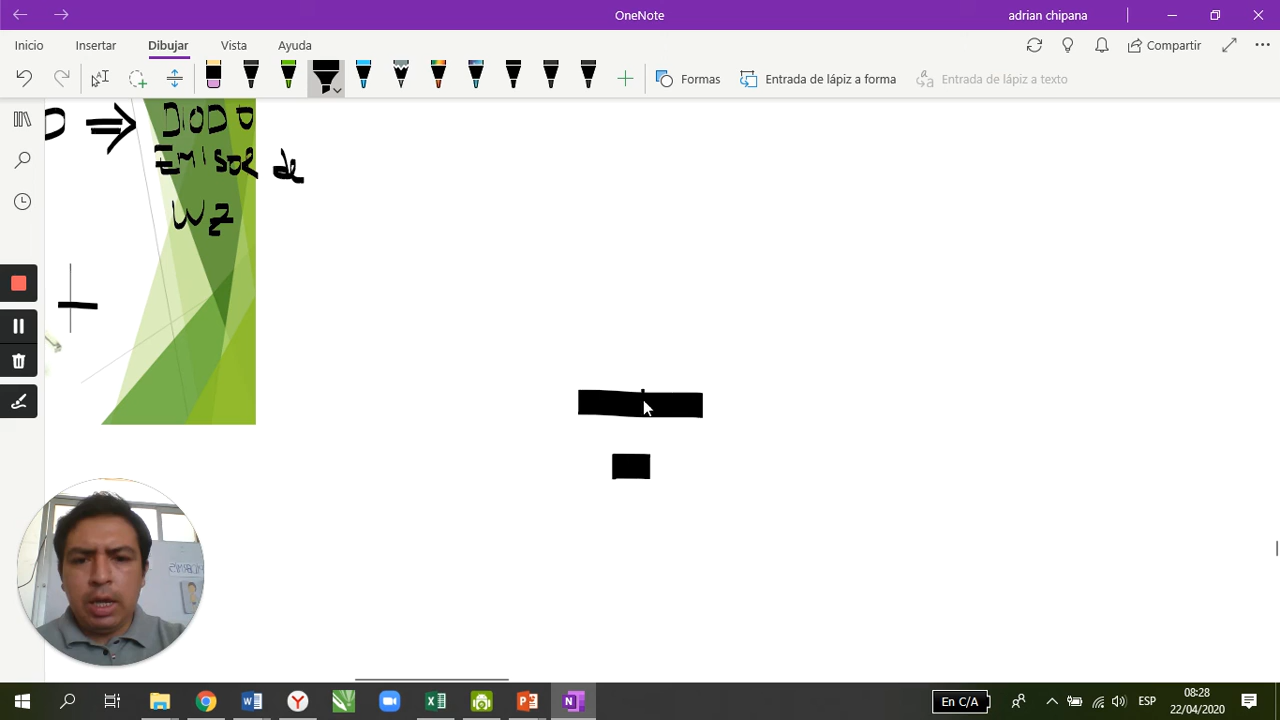 OneNote
adrian chipana
Inicio
Insertar
Dibujar
Vista
Ayuda
Compartir
Formas
Entrada de lápiz a forma
Entrada de lápiz a texto
D ⇒ DIODO
EMISOR de
LUZ
+
En C/A
ESP
08:28
22/04/2020